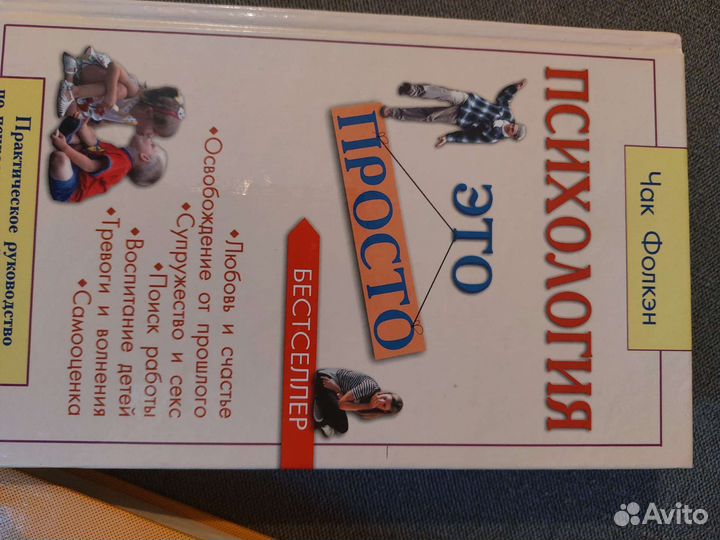 Чак Фолкэн
ПСИХОЛОГИЯ
ЭТО
ПРОСТО
БЕСТСЕЛЛЕР
•Любовь и счастье
•Освобождение от прошлого
•Супружество и секс
•Поиск работы
•Воспитание детей
•Тревоги и волнения
•Самооценка
Практическое руководство
по
Avito